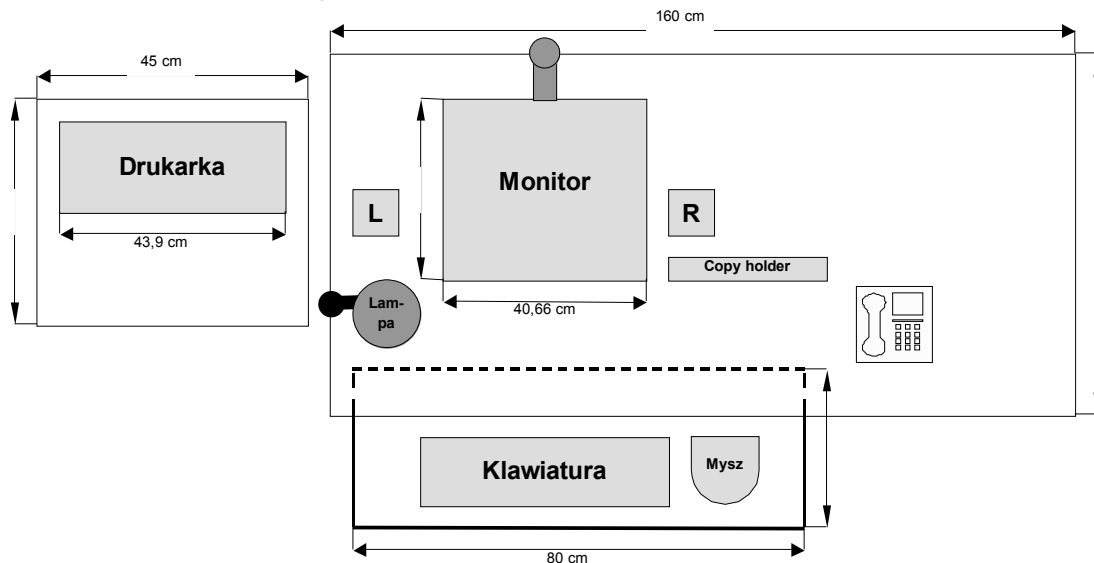 160 cm
45 cm
Drukarka
Monitor
L
R
43,9 cm
Copy holder
Lam-
pa
40,66 cm
Klawiatura
Mysz
80 cm